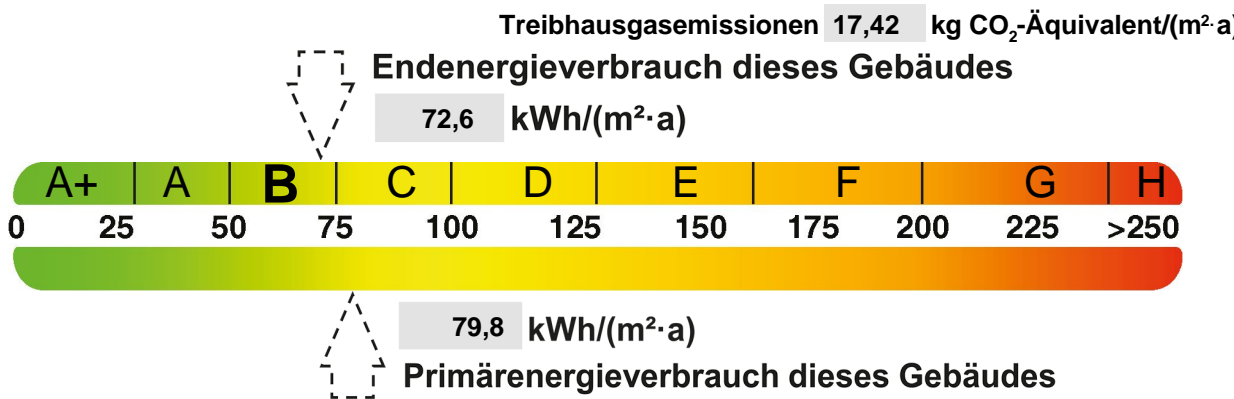 Treibhausgasemissionen 17,42 kg CO₂-Äquivalent/(m²·a)
Endenergieverbrauch dieses Gebäudes
72,6 kWh/(m²·a)
A+ A B C D E F G H
0 25 50 75 100 125 150 175 200 225 >250
79,8 kWh/(m²·a)
Primärenergieverbrauch dieses Gebäudes